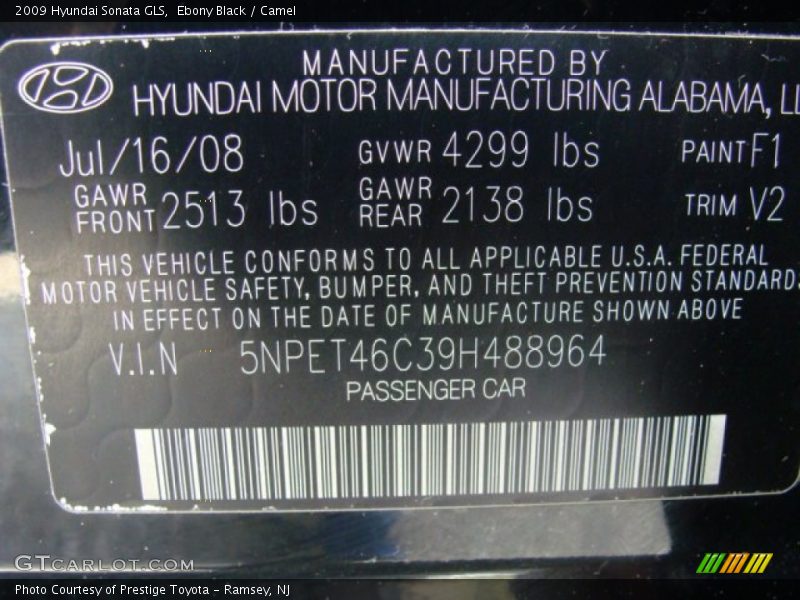 2009 Hyundai Sonata GLS, Ebony Black / Camel
MANUFACTURED BY
HYUNDAI MOTOR MANUFACTURING ALABAMA, LL
Jul/16/08 GVWR 4299 lbs PAINT F1
GAWR FRONT 2513 lbs GAWR REAR 2138 lbs TRIM V2
THIS VEHICLE CONFORMS TO ALL APPLICABLE U.S.A. FEDERAL
MOTOR VEHICLE SAFETY, BUMPER, AND THEFT PREVENTION STANDARDS
IN EFFECT ON THE DATE OF MANUFACTURE SHOWN ABOVE
V.I.N 5NPET46C39H488964
PASSENGER CAR
GTCARLOT.COM
Photo Courtesy of Prestige Toyota - Ramsey, NJ